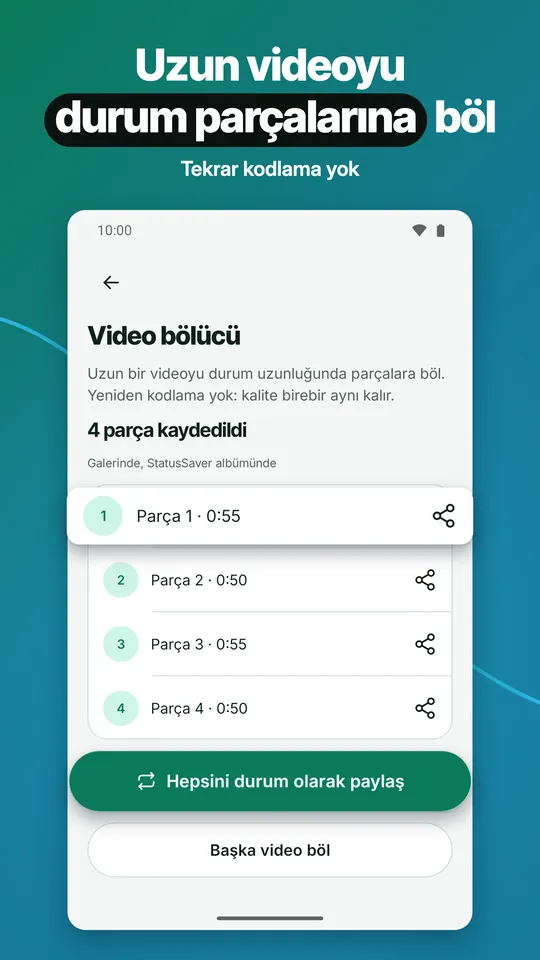 Uzun videoyu
durum parçalarına böl
Tekrar kodlama yok
10:00
Video bölücü
Uzun bir videoyu durum uzunluğunda parçalara böl.
Yeniden kodlama yok: kalite birebir aynı kalır.
4 parça kaydedildi
Galerinde, StatusSaver albümünde
1 Parça 1 · 0:55
2 Parça 2 · 0:50
3 Parça 3 · 0:55
4 Parça 4 · 0:50
Hepsini durum olarak paylaş
Başka video böl